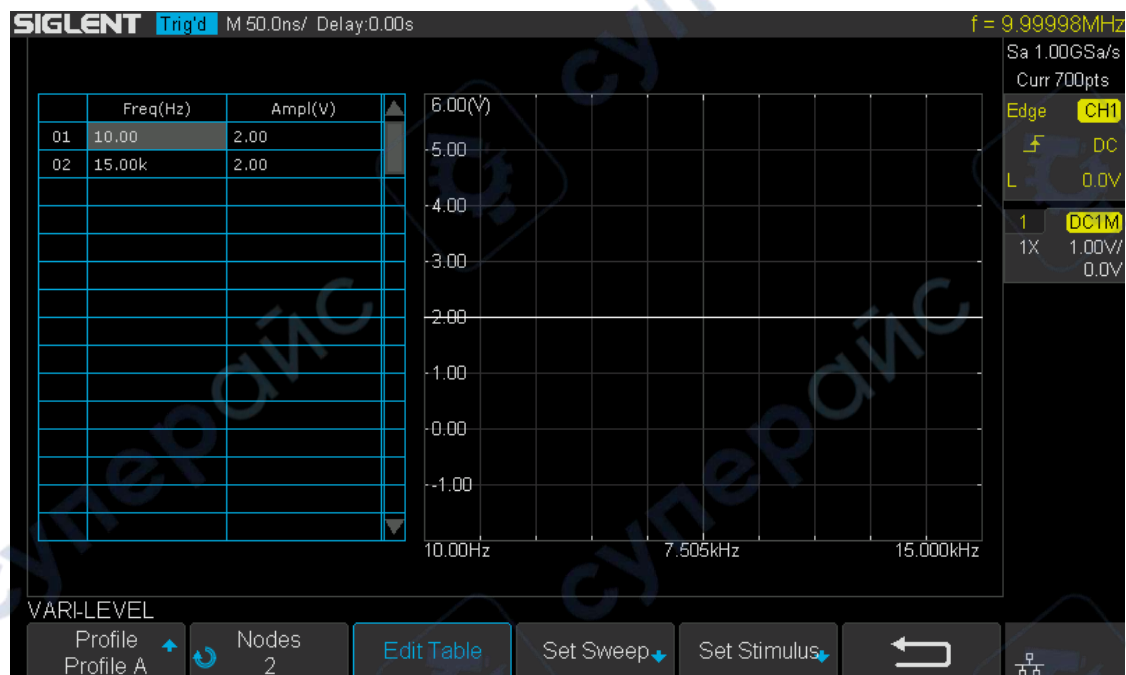 SIGLENT Trig'd M 50.0ns/ Delay:0.00s f = 9.99998MHz
Sa 1.00GSa/s
Curr 700pts
Edge CH1
DC
L 0.0V
1 DC1M
1X 1.00V/
0.0V
Freq(Hz) Ampl(V)
01 10.00 2.00
02 15.00k 2.00
6.00(V)
5.00
4.00
3.00
2.00
1.00
0.00
-1.00
10.00Hz 7.505kHz 15.000kHz
VARI-LEVEL
Profile
Profile A
Nodes
2
Edit Table
Set Sweep
Set Stimulus
суперайс
суперайс
суперайс